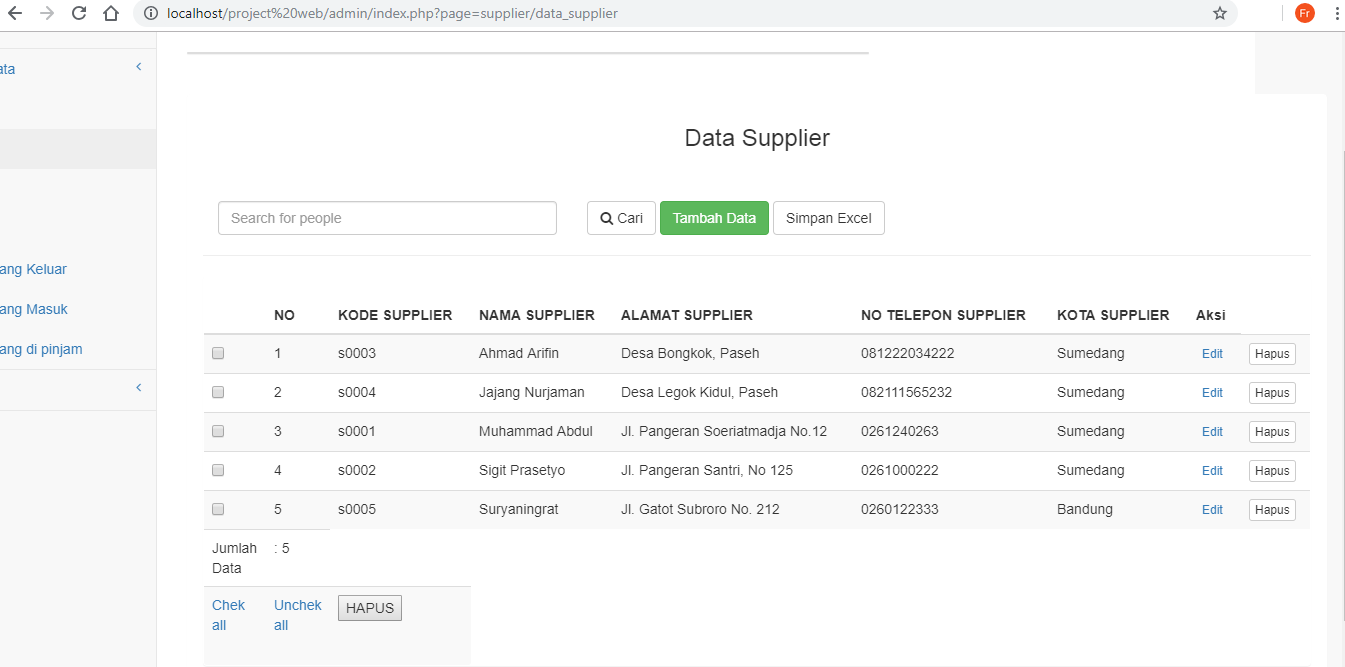 localhost/project%20web/admin/index.php?page=supplier/data_supplier
Fr
ata
ang Keluar
ang Masuk
ang di pinjam
Data Supplier
Search for people
Cari
Tambah Data
Simpan Excel
NO KODE SUPPLIER NAMA SUPPLIER ALAMAT SUPPLIER NO TELEPON SUPPLIER KOTA SUPPLIER Aksi
1 s0003 Ahmad Arifin Desa Bongkok, Paseh 081222034222 Sumedang Edit Hapus
2 s0004 Jajang Nurjaman Desa Legok Kidul, Paseh 082111565232 Sumedang Edit Hapus
3 s0001 Muhammad Abdul Jl. Pangeran Soeriatmadja No.12 0261240263 Sumedang Edit Hapus
4 s0002 Sigit Prasetyo Jl. Pangeran Santri, No 125 0261000222 Sumedang Edit Hapus
5 s0005 Suryaningrat Jl. Gatot Subroro No. 212 0260122333 Bandung Edit Hapus
Jumlah Data : 5
Chek all Unchek all HAPUS